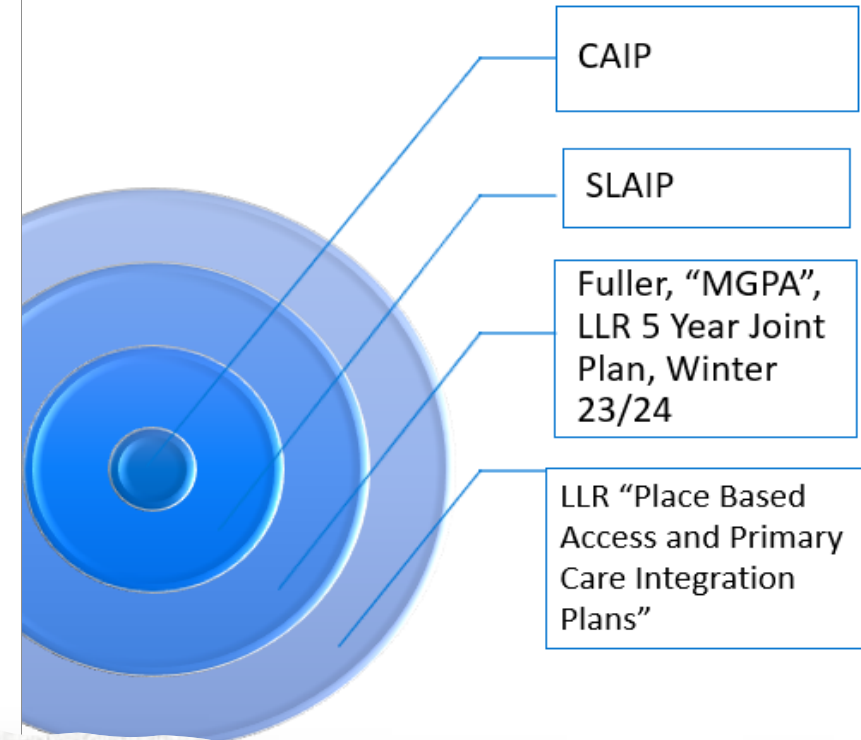 CAIP
SLAIP
Fuller, “MGPA”,
LLR 5 Year Joint
Plan, Winter
23/24
LLR “Place Based
Access and Primary
Care Integration
Plans”